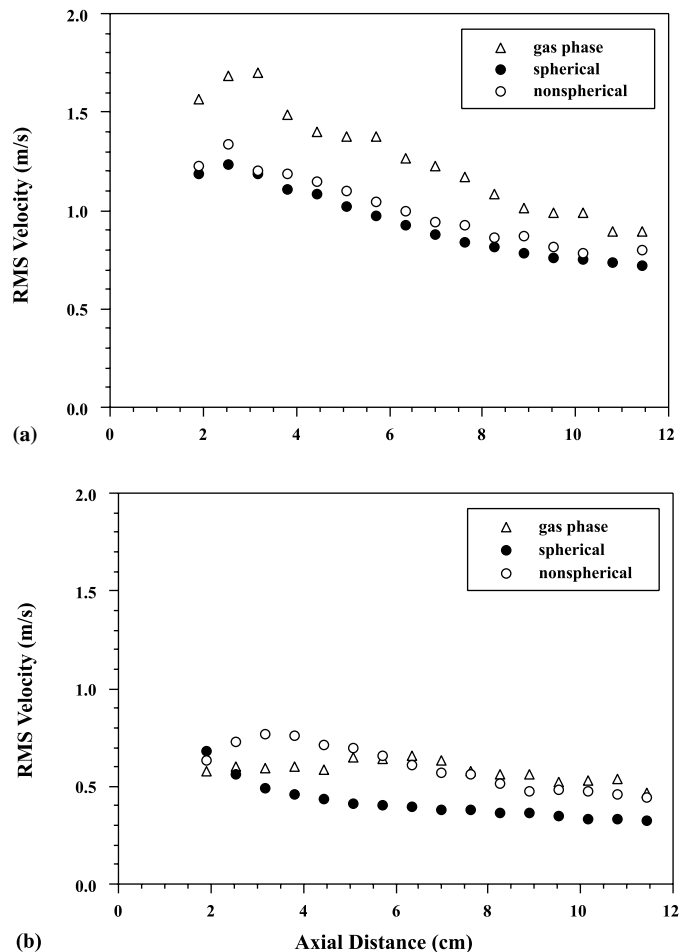 2.0
gas phase
spherical
nonspherical
1.5
1.0
0.5
0.0
RMS Velocity (m/s)
0 2 4 6 8 10 12
(a)
2.0
gas phase
spherical
nonspherical
1.5
1.0
0.5
0.0
RMS Velocity (m/s)
0 2 4 6 8 10 12
(b) Axial Distance (cm)